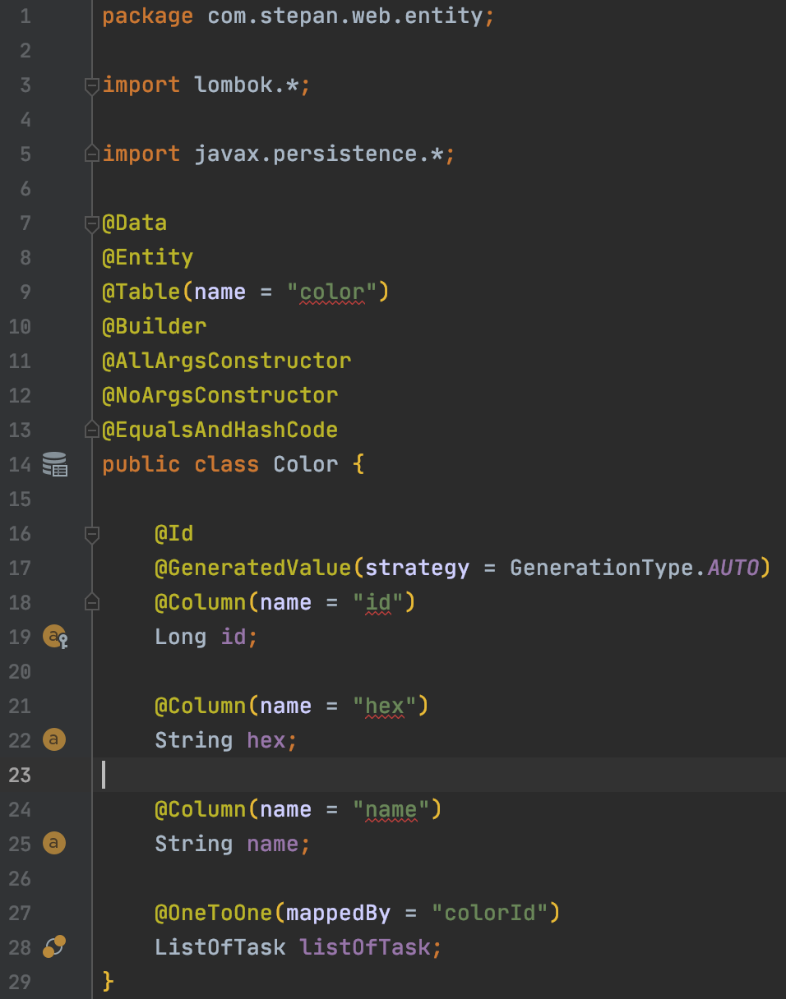 1 package com.stepan.web.entity;
2
3 import lombok.*;
4
5 import javax.persistence.*;
6
7 @Data
8 @Entity
9 @Table(name = "color")
10 @Builder
11 @AllArgsConstructor
12 @NoArgsConstructor
13 @EqualsAndHashCode
14 public class Color {
15
16 @Id
17 @GeneratedValue(strategy = GenerationType.AUTO)
18 @Column(name = "id")
19 a Long id;
20
21 @Column(name = "hex")
22 a String hex;
23
24 @Column(name = "name")
25 a String name;
26
27 @OneToOne(mappedBy = "colorId")
28 ListOfTask listOfTask;
29 }